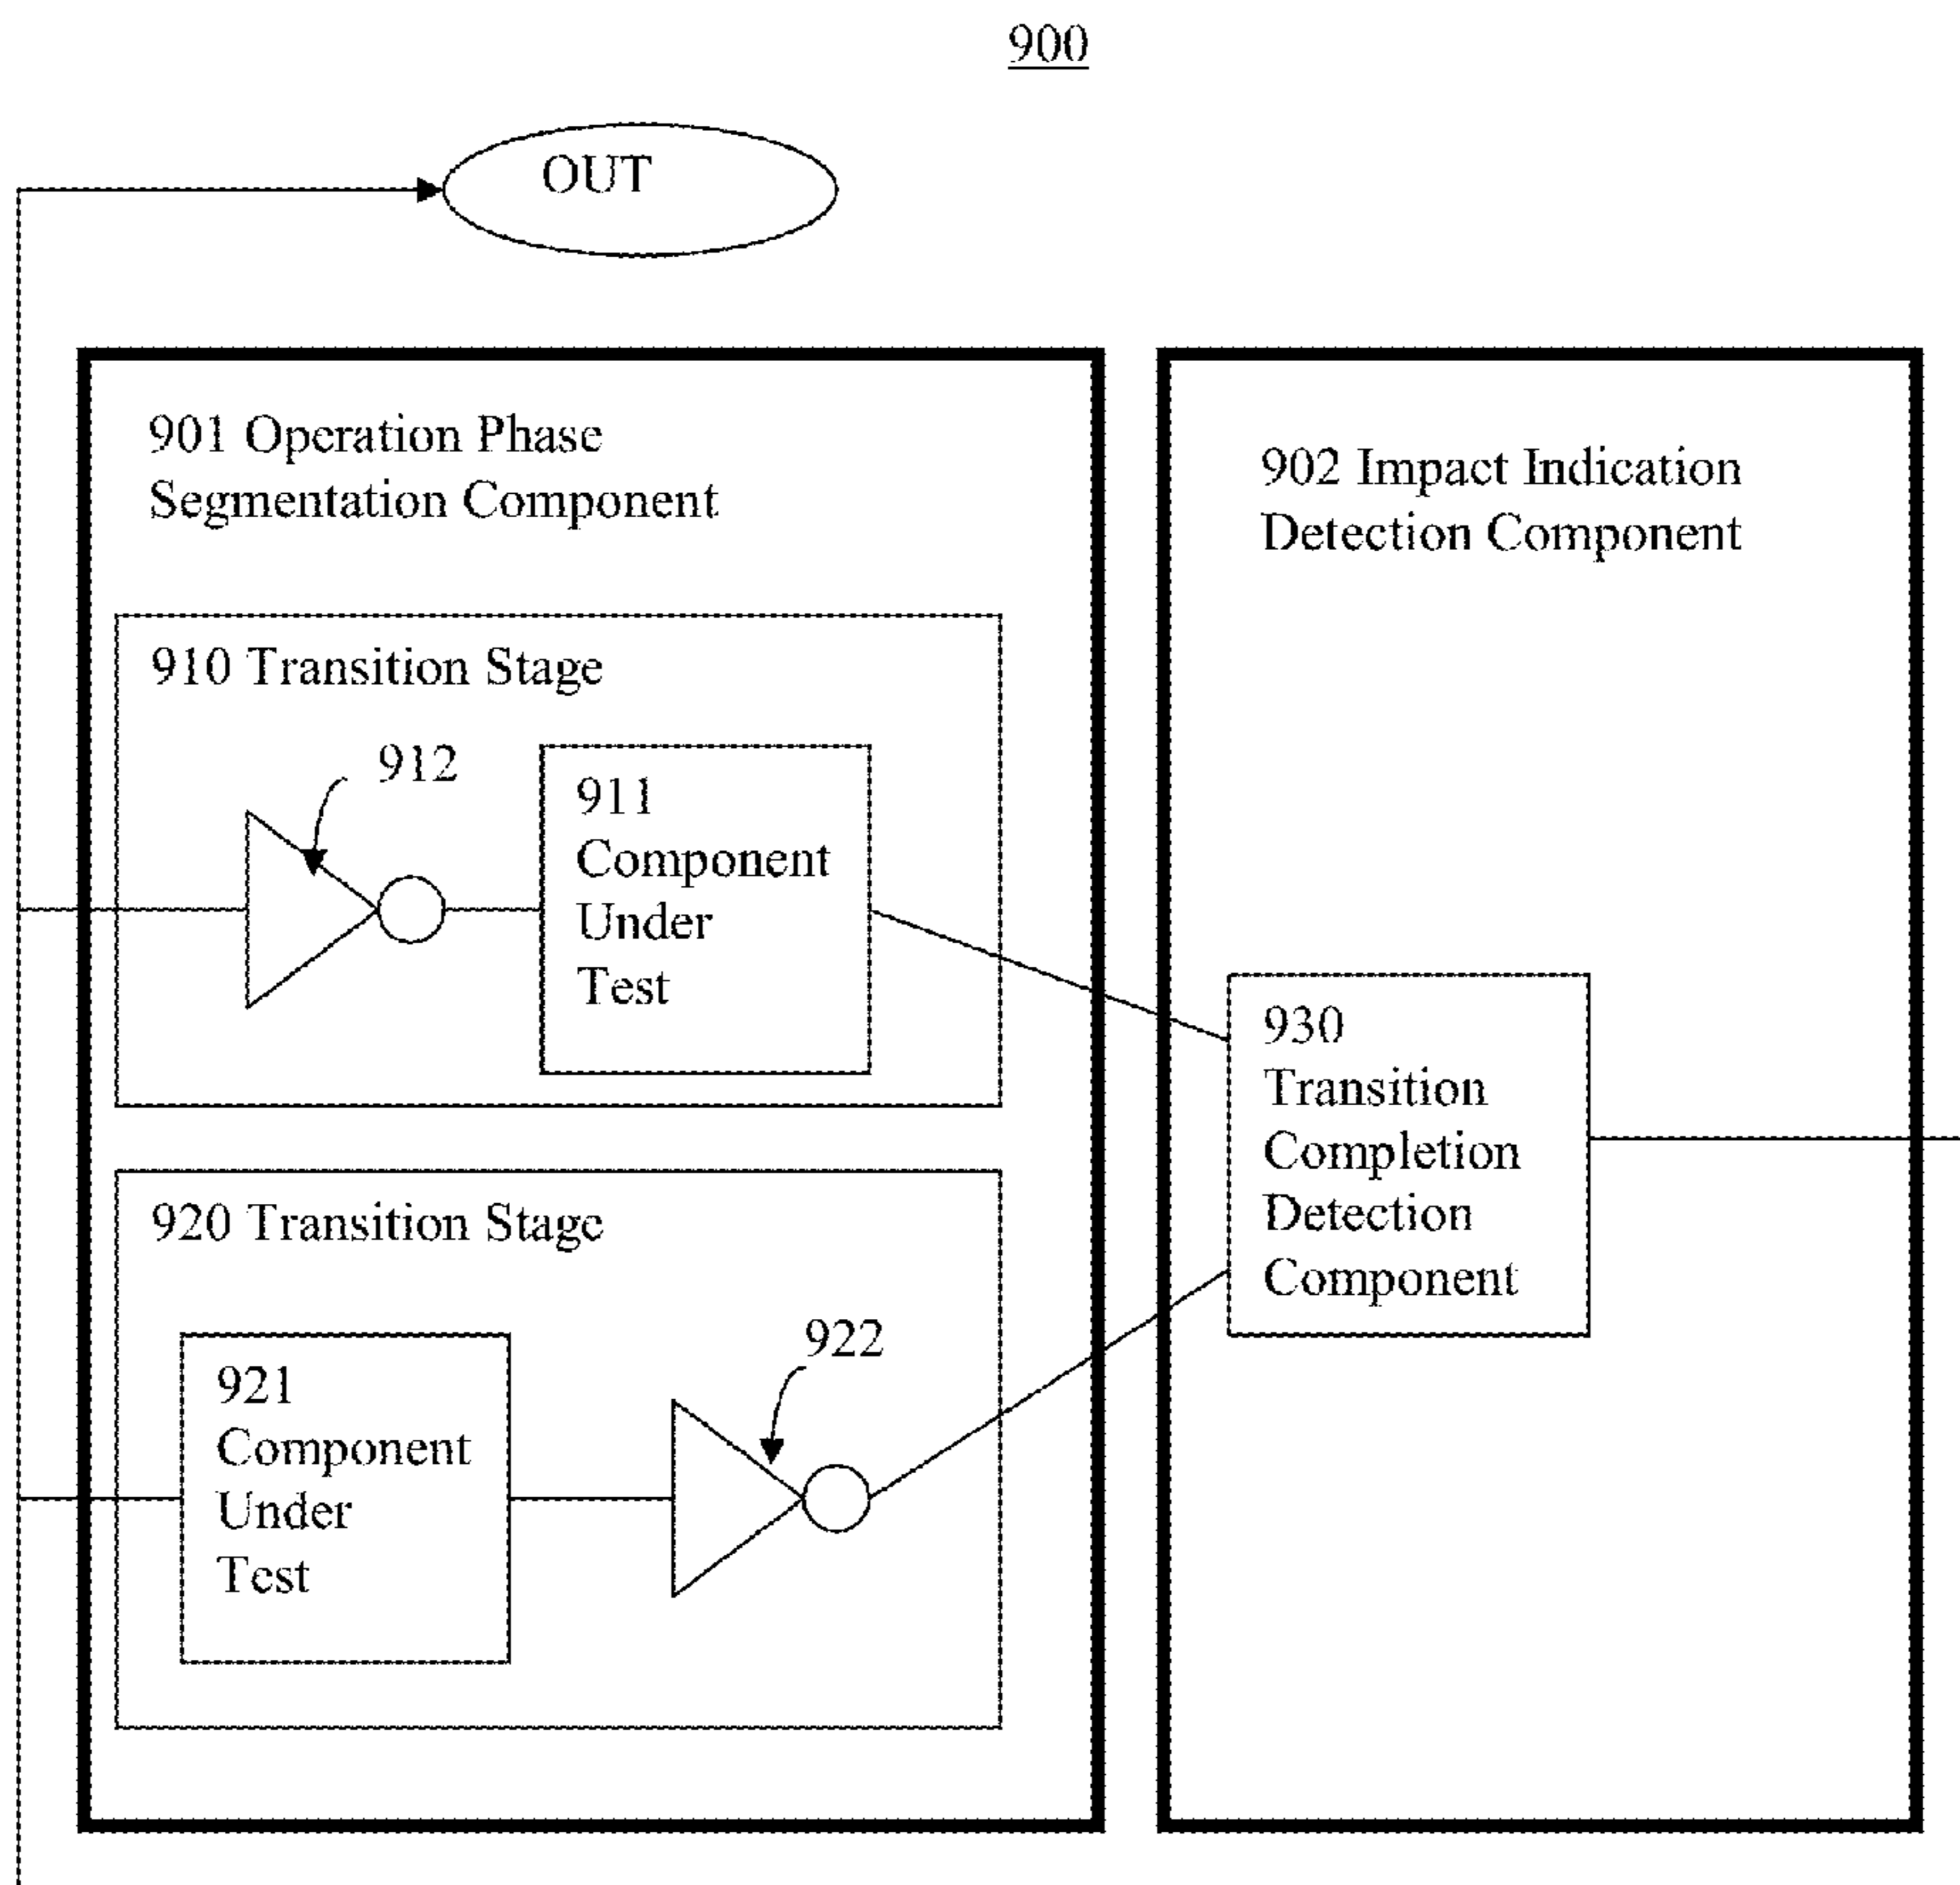 900
OUT
901 Operation Phase
Segmentation Component
902 Impact Indication
Detection Component
910 Transition Stage
912
911
Component
Under
Test
930
Transition
Completion
Detection
Component
920 Transition Stage
922
921
Component
Under
Test